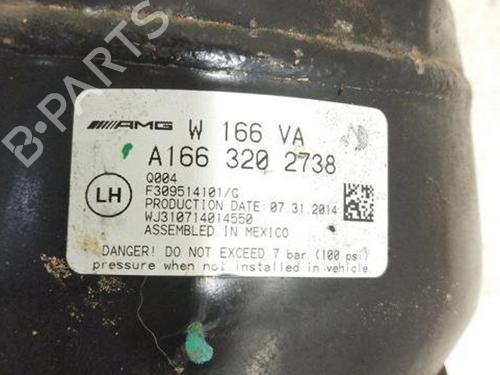 AMG W 166 VA
A166 320 2738
Q004
LH
F309514101/G
PRODUCTION DATE: 07.31.2014
WJ310714014550
ASSEMBLED IN MEXICO
DANGER! DO NOT EXCEED 7 bar (100 psi)
pressure when not installed in vehicle